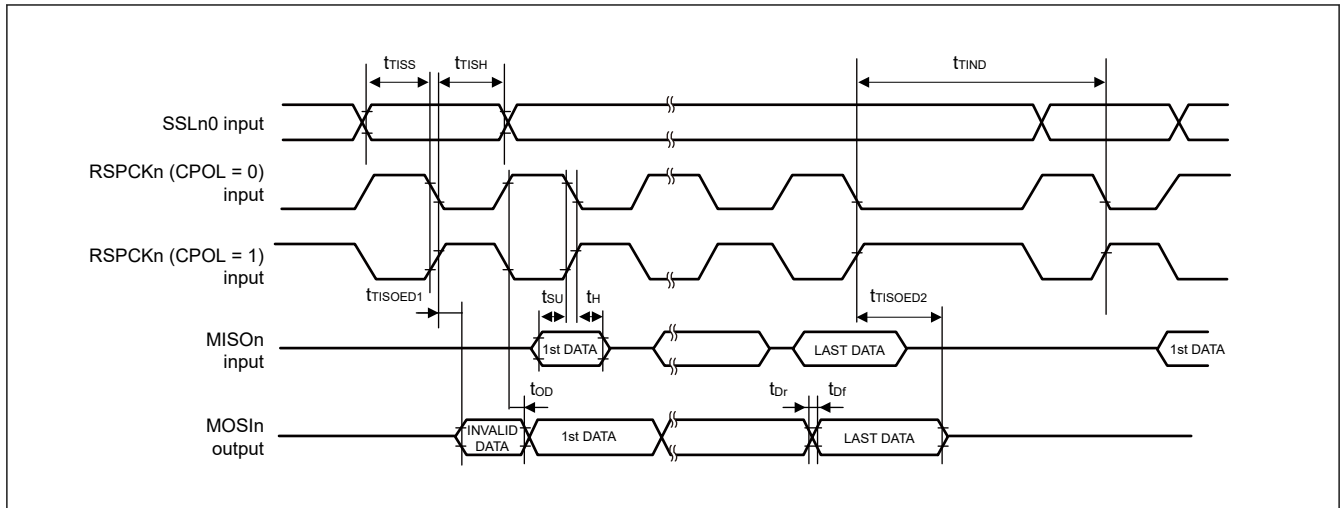 tTISS
tTISH
tTIND
SSLn0 input
RSPCKn (CPOL = 0)
input
RSPCKn (CPOL = 1)
input
tTISOED1
tSU
tH
tTISOED2
MISOn
input
1st DATA
LAST DATA
1st DATA
tOD
tDr
tDf
MOSIn
output
INVALID
DATA
1st DATA
LAST DATA